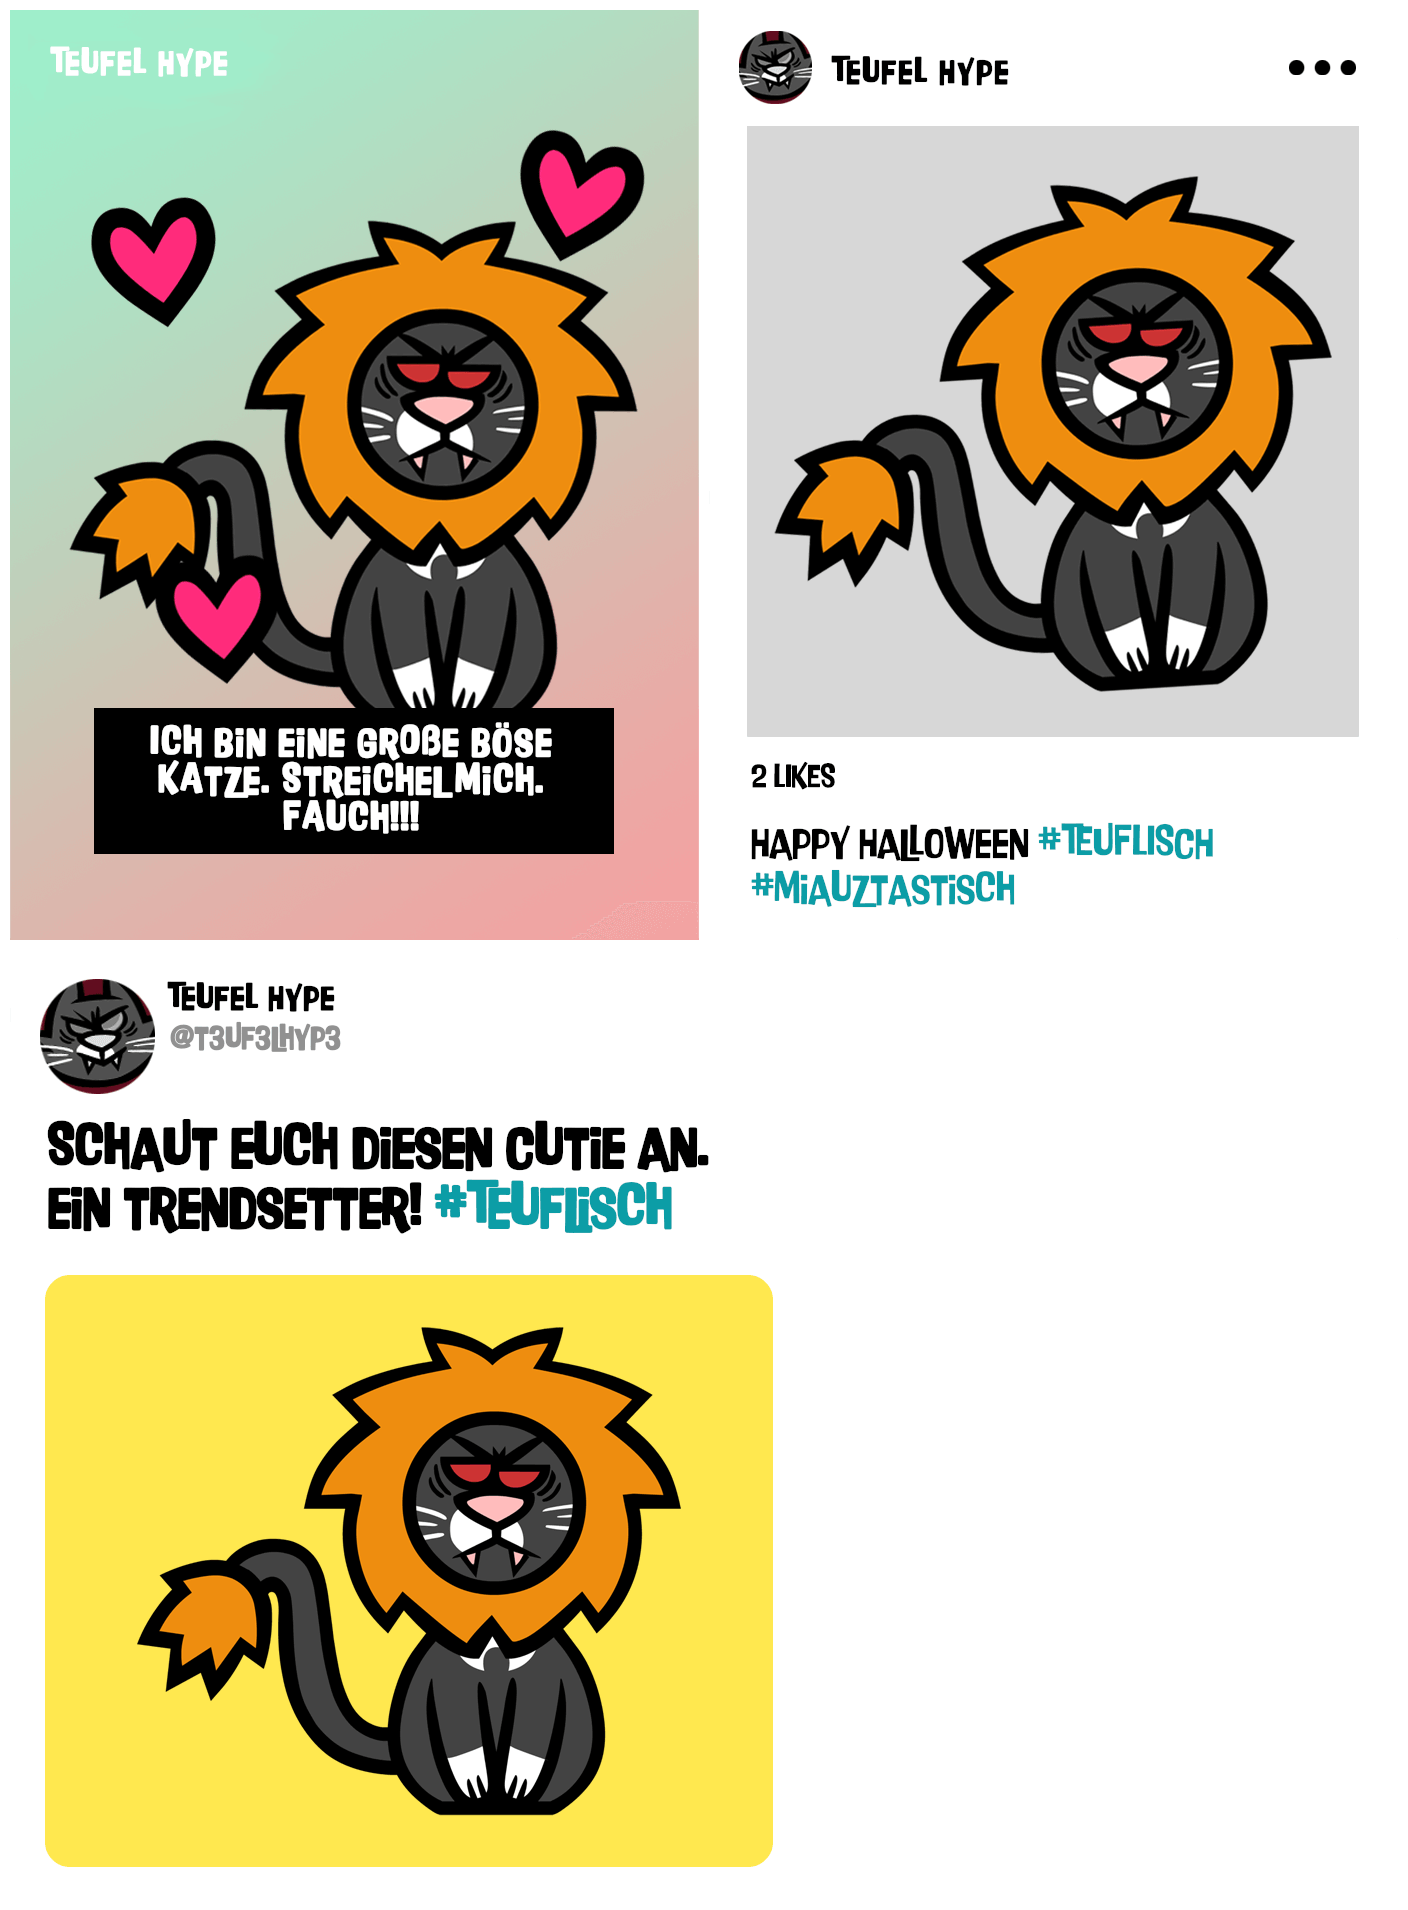 TEUFEL HYPE
ICH BiN EiNE GROßE BÖSE
KATZE. STREiCHEL MiCH.
FAUCH!!!
TEUFEL HYPE
2 LIKES
HAPPY HALLOWEEN #TEUFLISCH
#MiAUZTASTiSCH
TEUFEL HYPE
@T3UF3LHYP3
SCHAUT EUCH DiESEN CUTiE AN.
EiN TRENDSETTER! #TEUFLiSCH